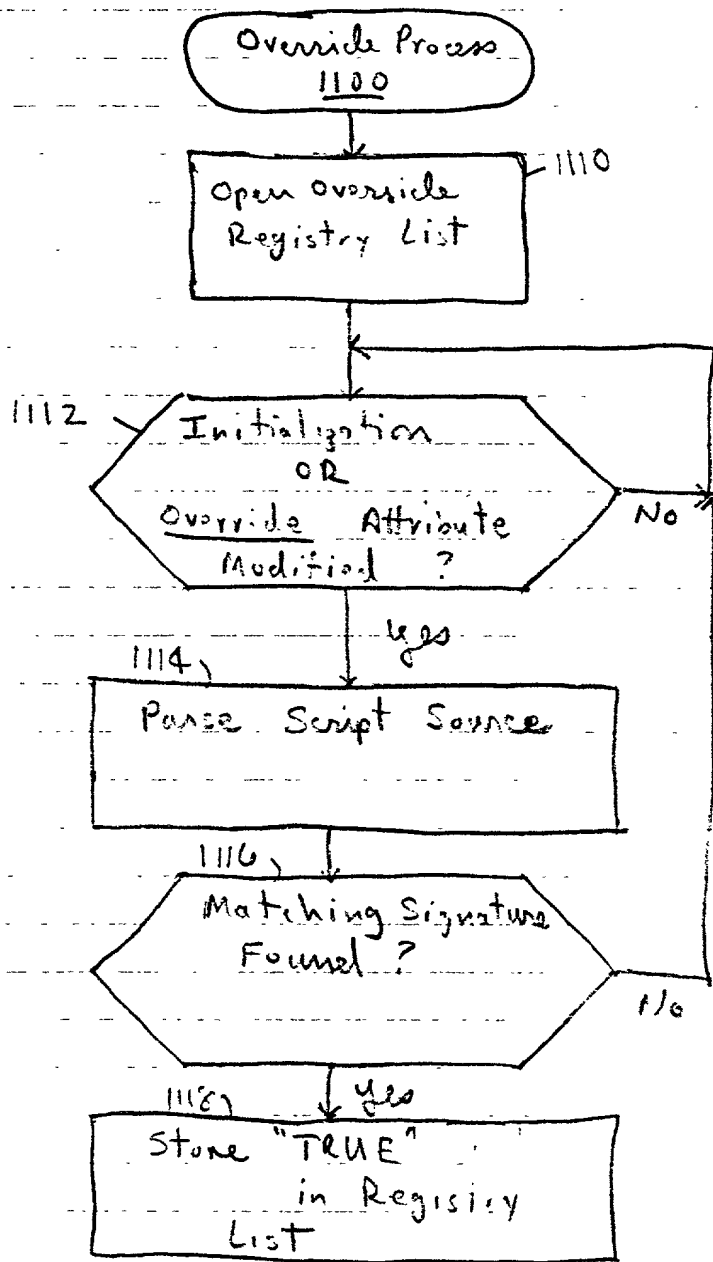 Override Process
1100
1110
Open Override
Registry List
1112
Initialization
OR
Override Attribute
Modified ?
No
Yes
1114
Parse Script Source
1116
Matching Signature
Found ?
No
Yes
1118
Store "TRUE"
in Registry
List